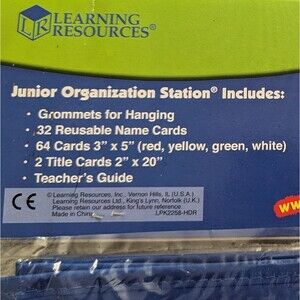 LEARNING
RESOURCES®
Junior Organization Station® Includes:
• Grommets for Hanging
• 32 Reusable Name Cards
• 64 Cards 3" x 5" (red, yellow, green, white)
• 2 Title Cards 2" x 20"
• Teacher's Guide
CE
© Learning Resources, Inc., Vernon Hills, IL (U.S.A.)
Learning Resources Ltd., King's Lynn, Norfolk (U.K.)
Please retain our address for future reference.
Made in China LPK2258-HDR
ww